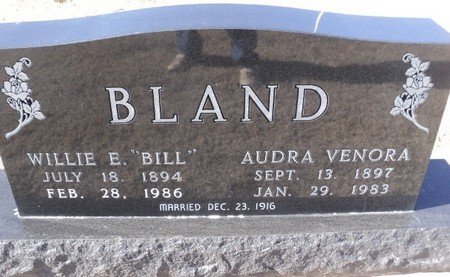 BLAND
WILLIE E. "BILL"
JULY 18, 1894
FEB. 28, 1986
AUDRA VENORA
SEPT. 13, 1897
JAN. 29, 1983
MARRIED DEC. 23, 1916